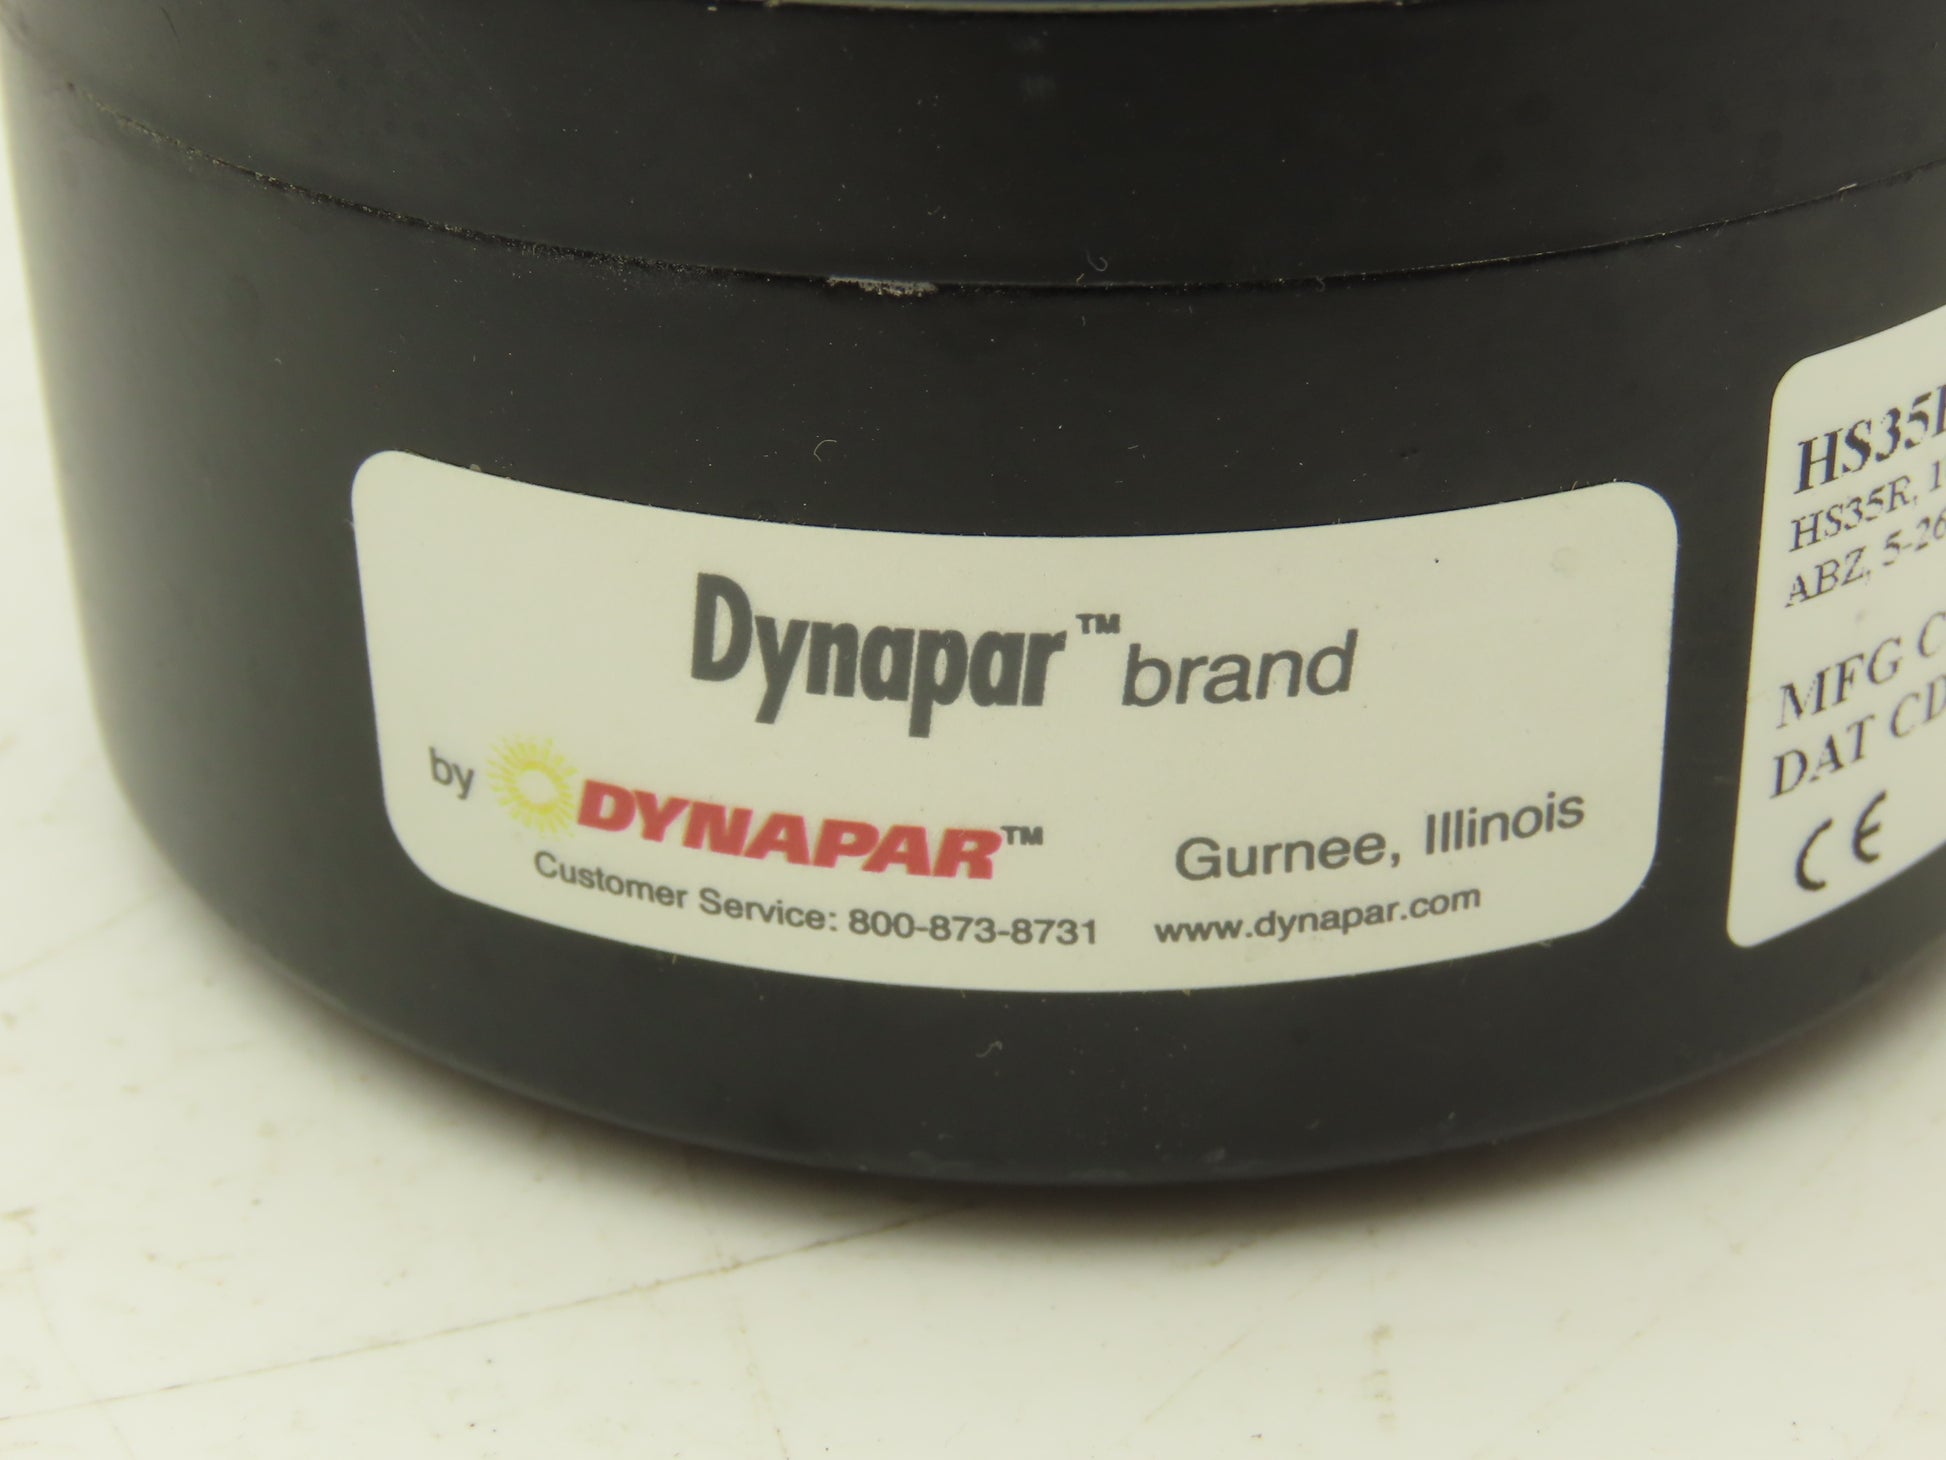 Dynapar™ brand
by DYNAPAR™ Gurnee, Illinois
Customer Service: 800-873-8731 www.dynapar.com
HS35
HS35R,
ABZ,
MFG
DAT
CE